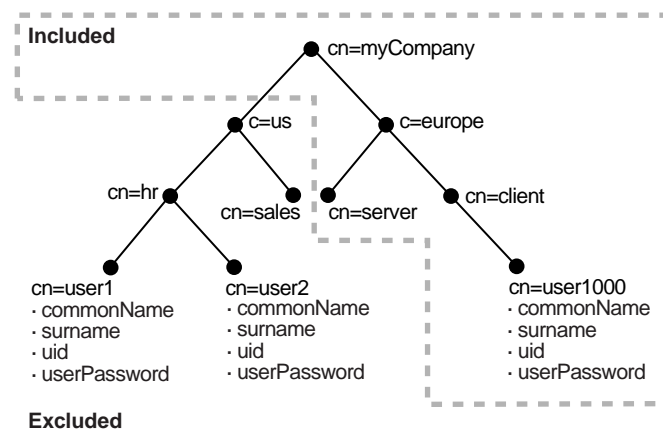 Included
cn=myCompany
c=us
c=europe
cn=hr
cn=sales
cn=server
cn=client
cn=user1
· commonName
· surname
· uid
· userPassword
cn=user2
· commonName
· surname
· uid
· userPassword
cn=user1000
· commonName
· surname
· uid
· userPassword
Excluded